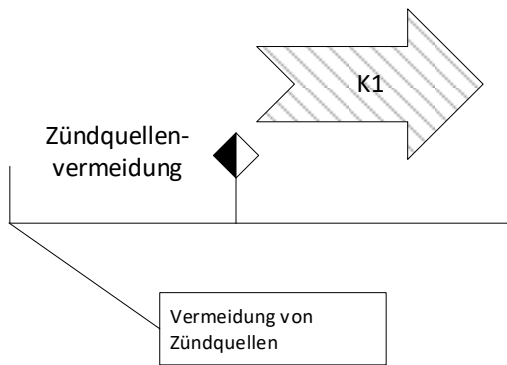 K1
Zündquellen-
vermeidung
Vermeidung von
Zündquellen